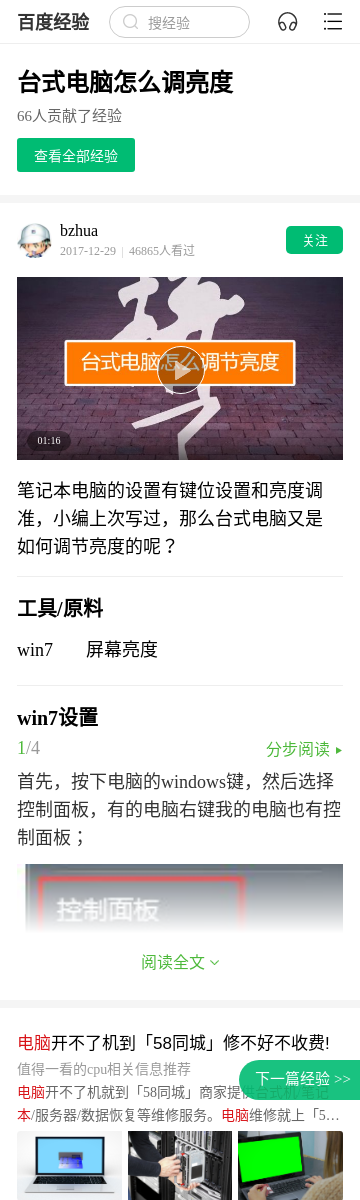 百度经验
搜经验
台式电脑怎么调亮度
66人贡献了经验
查看全部经验
bzhua
2017-12-29 | 46865人看过
关注
台式电脑怎么调节亮度
01:16
笔记本电脑的设置有键位设置和亮度调
准，小编上次写过，那么台式电脑又是
如何调节亮度的呢？
工具/原料
win7 屏幕亮度
win7设置
1/4
分步阅读
首先，按下电脑的windows键，然后选择
控制面板，有的电脑右键我的电脑也有控
制面板；
控制面板
阅读全文
电脑开不了机到「58同城」修不好不收费!
值得一看的cpu相关信息推荐
下一篇经验 >>
电脑开不了机就到「58同城」商家提供台式机/笔记
本/服务器/数据恢复等维修服务。电脑维修就上「5…